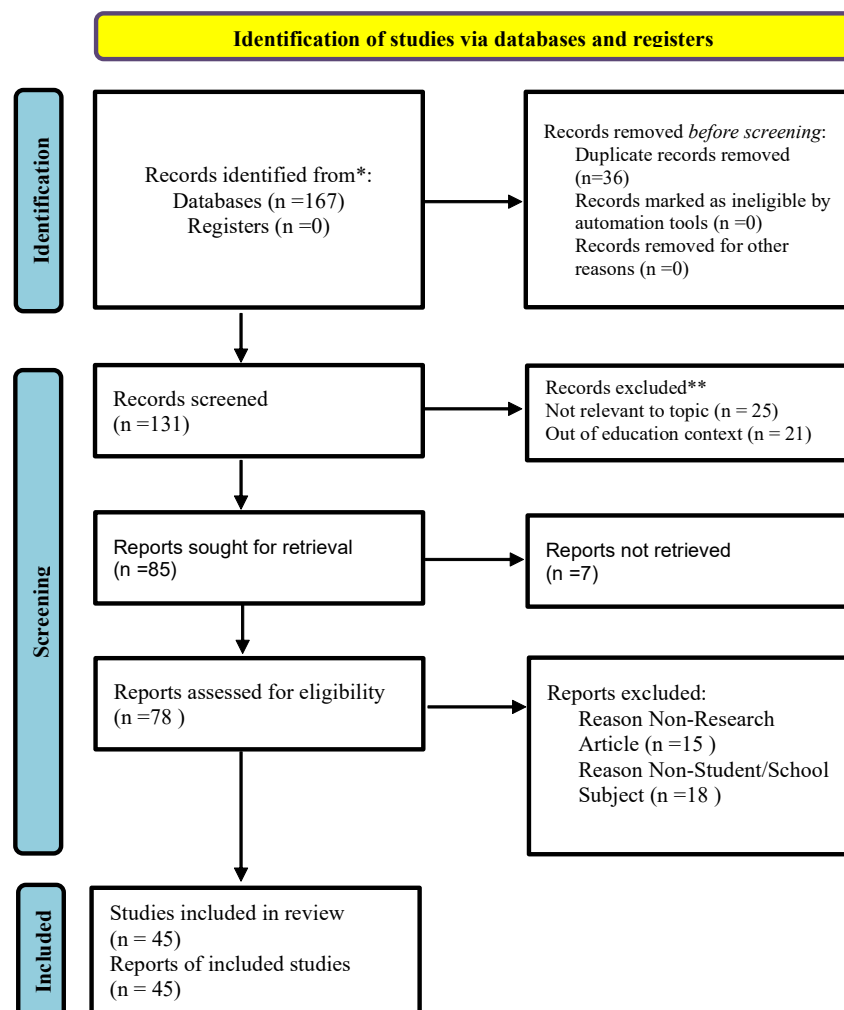 Identification of studies via databases and registers
Identification
Records identified from*:
Databases (n =167)
Registers (n =0)
Records removed before screening:
Duplicate records removed
(n=36)
Records marked as ineligible by
automation tools (n =0)
Records removed for other
reasons (n =0)
Screening
Records screened
(n =131)
Records excluded**
Not relevant to topic (n = 25)
Out of education context (n = 21)
Reports sought for retrieval
(n =85)
Reports not retrieved
(n =7)
Reports assessed for eligibility
(n =78 )
Reports excluded:
Reason Non-Research
Article (n =15 )
Reason Non-Student/School
Subject (n =18 )
Included
Studies included in review
(n = 45)
Reports of included studies
(n = 45)